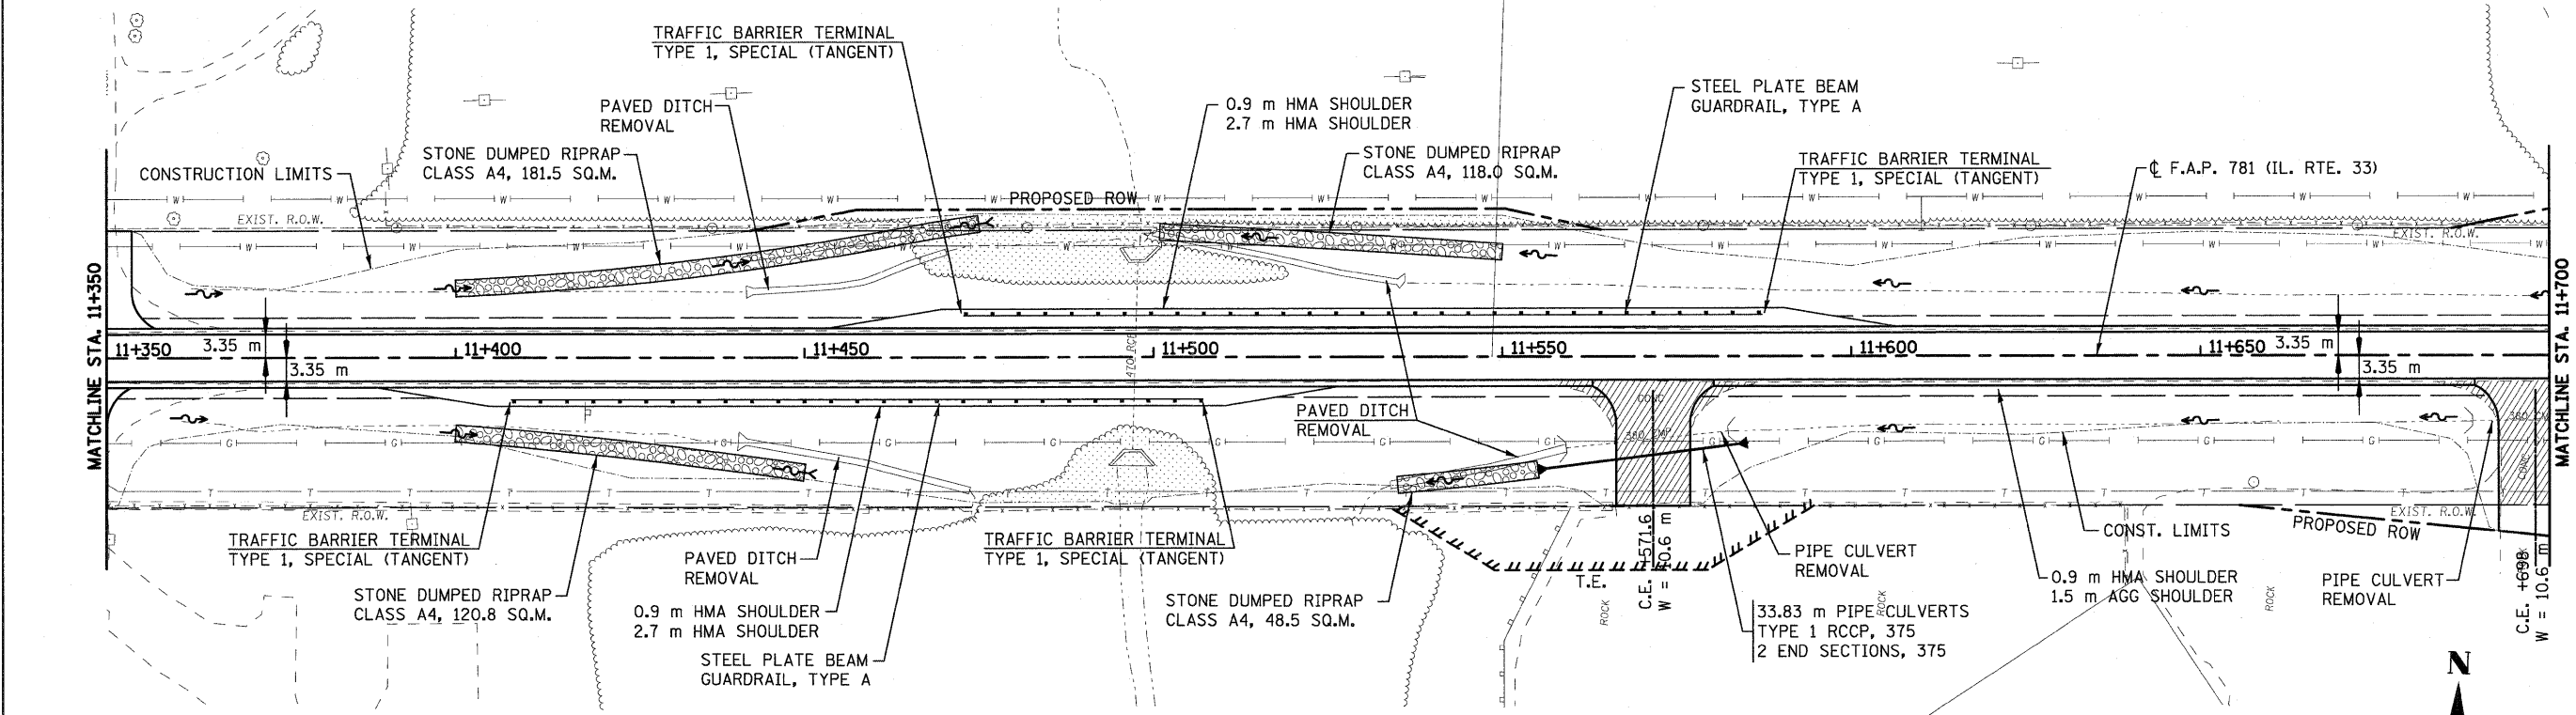 TRAFFIC BARRIER TERMINAL
TYPE 1, SPECIAL (TANGENT)
PAVED DITCH
REMOVAL
0.9 m HMA SHOULDER
2.7 m HMA SHOULDER
STEEL PLATE BEAM
GUARDRAIL, TYPE A
CONSTRUCTION LIMITS
STONE DUMPED RIPRAP
CLASS A4, 181.5 SQ.M.
STONE DUMPED RIPRAP
CLASS A4, 118.0 SQ.M.
TRAFFIC BARRIER TERMINAL
TYPE 1, SPECIAL (TANGENT)
℄ F.A.P. 781 (IL. RTE. 33)
EXIST. R.O.W.
PROPOSED ROW
EXIST. R.O.W.
MATCHLINE STA. 11+350
MATCHLINE STA. 11+700
3.35 m
3.35 m
11+350
11+400
11+450
11+500
11+550
11+600
11+650
3.35 m
3.35 m
PAVED DITCH
REMOVAL
CONC
380 CMP
EXIST. R.O.W.
EXIST. R.O.W.
PROPOSED ROW
TRAFFIC BARRIER TERMINAL
TYPE 1, SPECIAL (TANGENT)
STONE DUMPED RIPRAP
CLASS A4, 120.8 SQ.M.
PAVED DITCH
REMOVAL
0.9 m HMA SHOULDER
2.7 m HMA SHOULDER
STEEL PLATE BEAM
GUARDRAIL, TYPE A
TRAFFIC BARRIER TERMINAL
TYPE 1, SPECIAL (TANGENT)
STONE DUMPED RIPRAP
CLASS A4, 48.5 SQ.M.
T.E.
ROCK
C.E. +571.6
W = 10.6 m
PIPE CULVERT
REMOVAL
33.83 m PIPE CULVERTS
TYPE 1 RCCP, 375
2 END SECTIONS, 375
ROCK
CONST. LIMITS
0.9 m HMA SHOULDER
1.5 m AGG SHOULDER
ROCK
PIPE CULVERT
REMOVAL
C.E. +698
W = 10.6 m
N